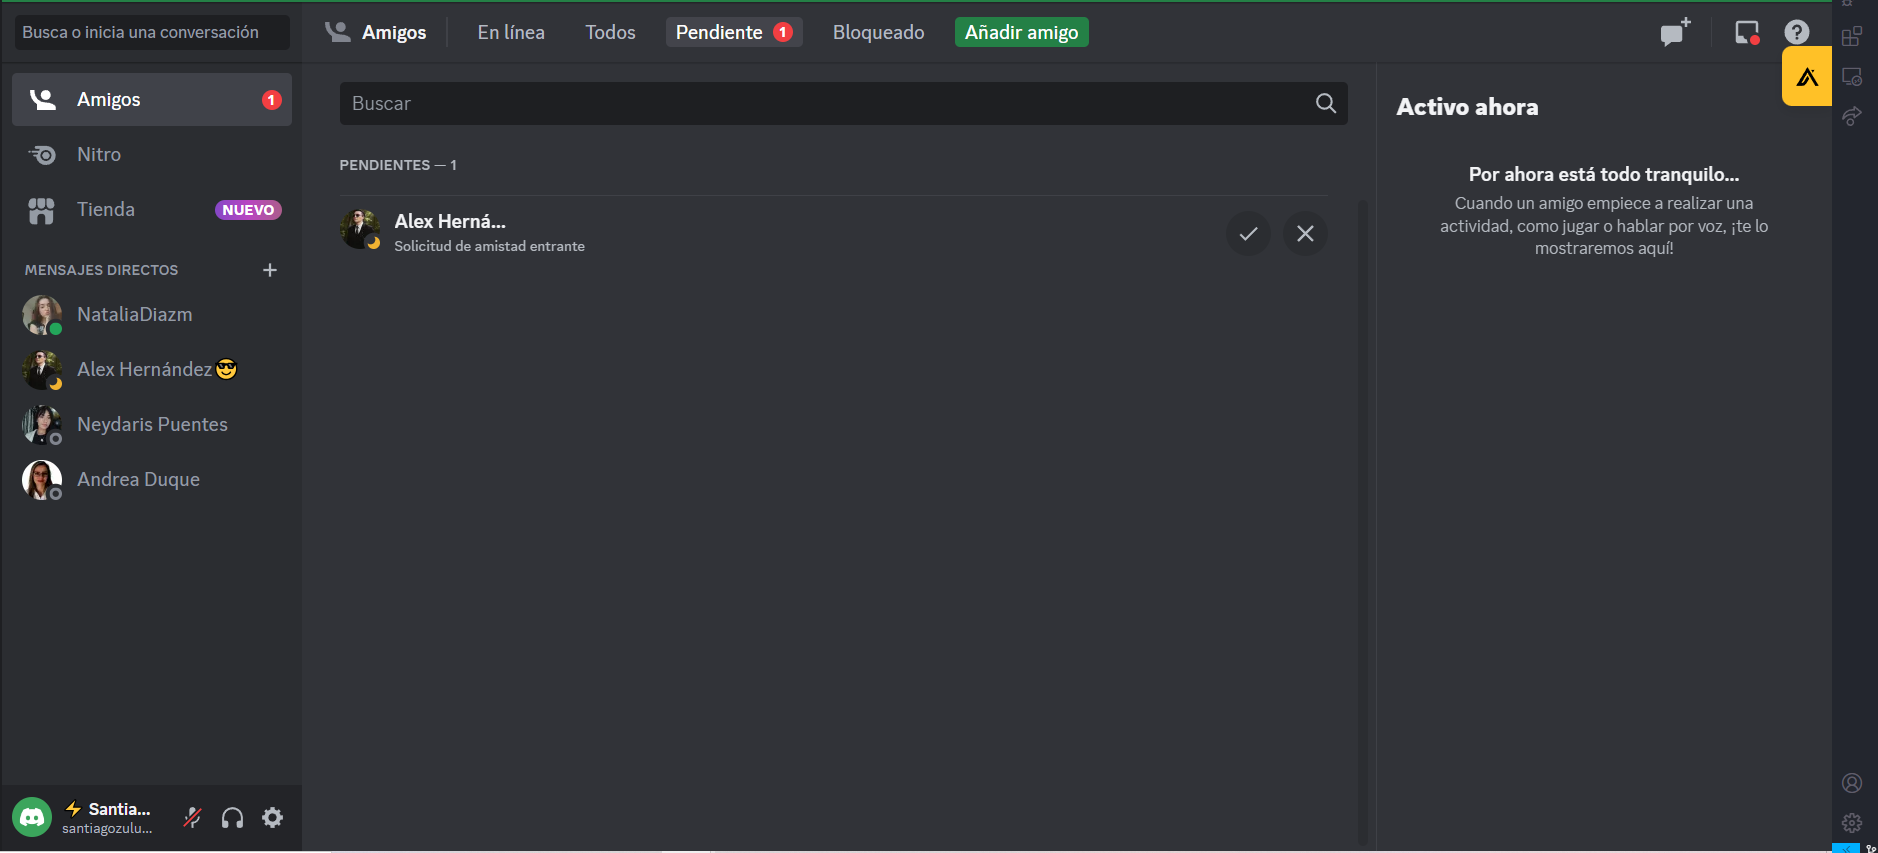 Busca o inicia una conversación
Amigos
En línea
Todos
Pendiente 1
Bloqueado
Añadir amigo
Amigos 1
Nitro
Tienda NUEVO
MENSAJES DIRECTOS
NataliaDiazm
Alex Hernández😎
Neydaris Puentes
Andrea Duque
⚡ Santia...
santiagozulu...
Buscar
PENDIENTES — 1
Alex Herná...
Solicitud de amistad entrante
Activo ahora
Por ahora está todo tranquilo...
Cuando un amigo empiece a realizar una
actividad, como jugar o hablar por voz, ¡te lo
mostraremos aquí!